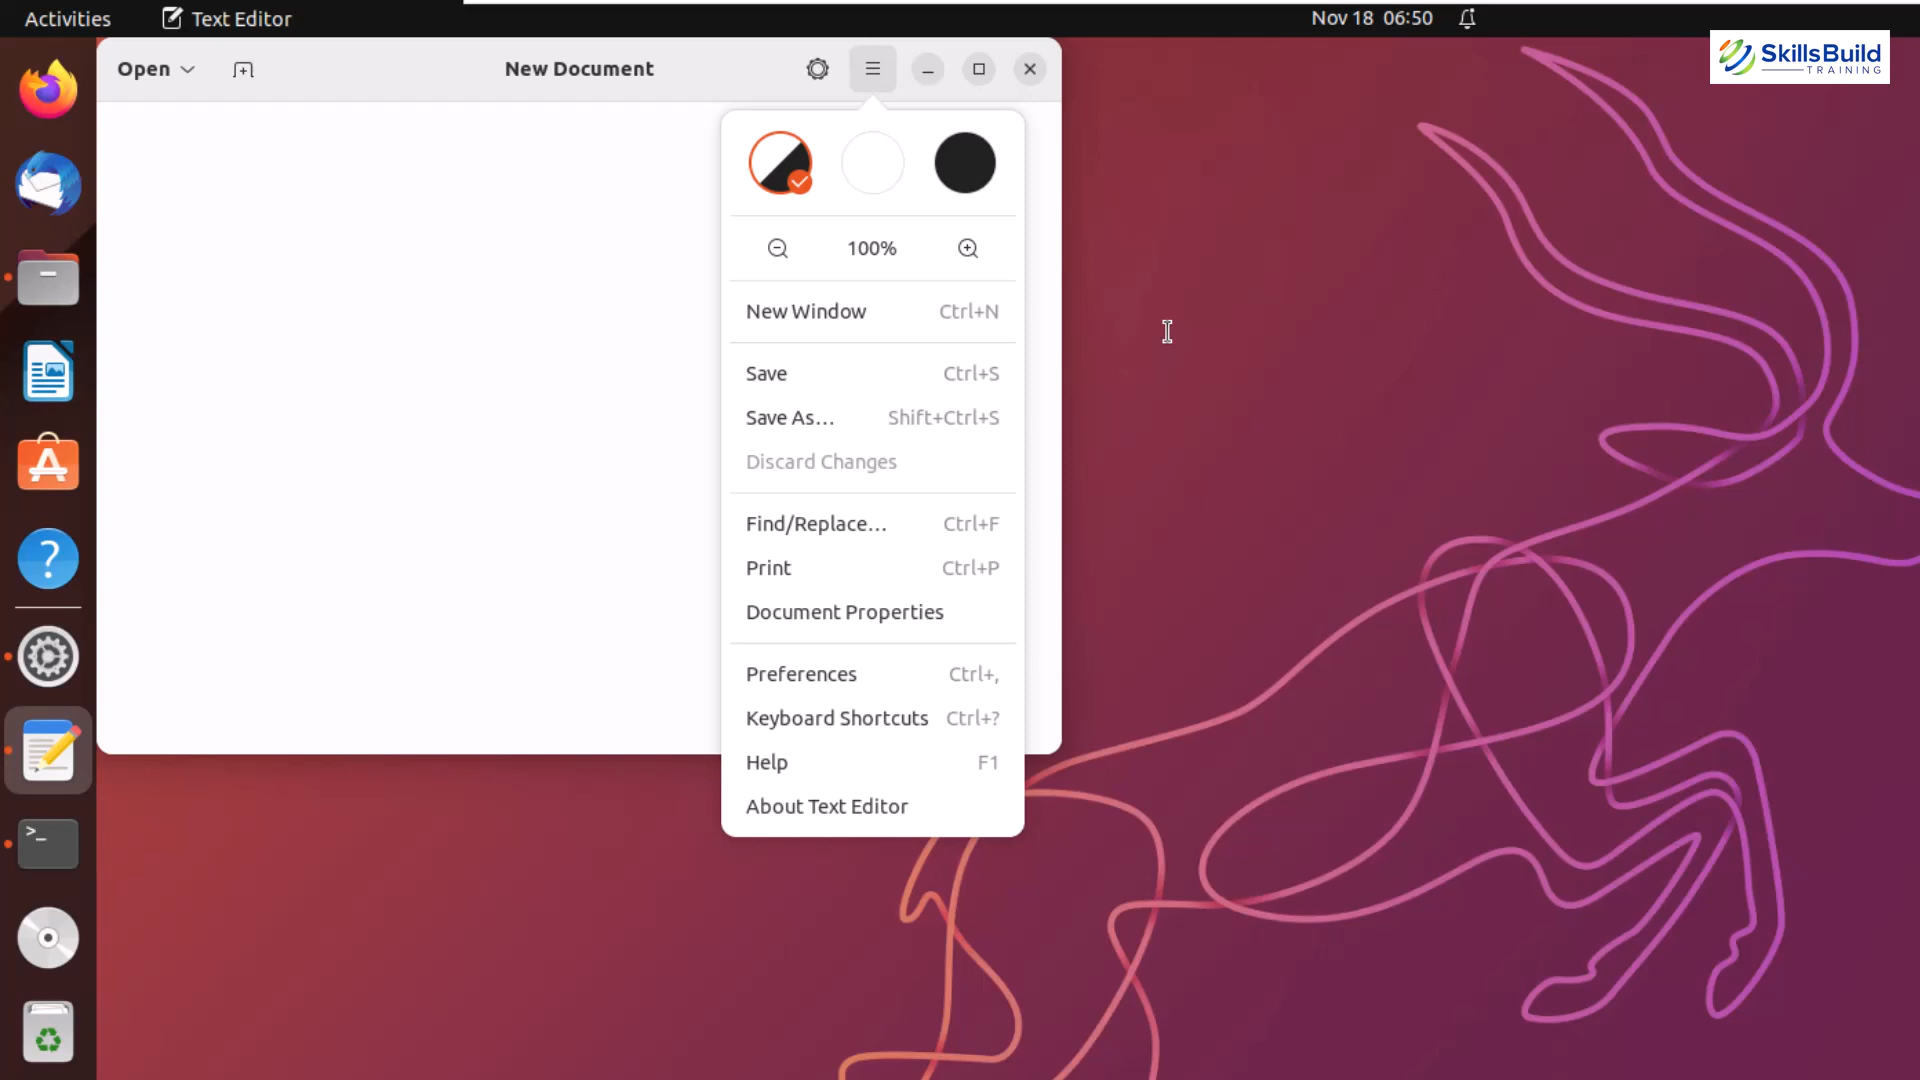 Activities Text Editor Nov 18 06:50
SkillsBuild
TRAINING
Open New Document
100%
New Window Ctrl+N
Save Ctrl+S
Save As... Shift+Ctrl+S
Discard Changes
Find/Replace... Ctrl+F
Print Ctrl+P
Document Properties
Preferences Ctrl+,
Keyboard Shortcuts Ctrl+?
Help F1
About Text Editor